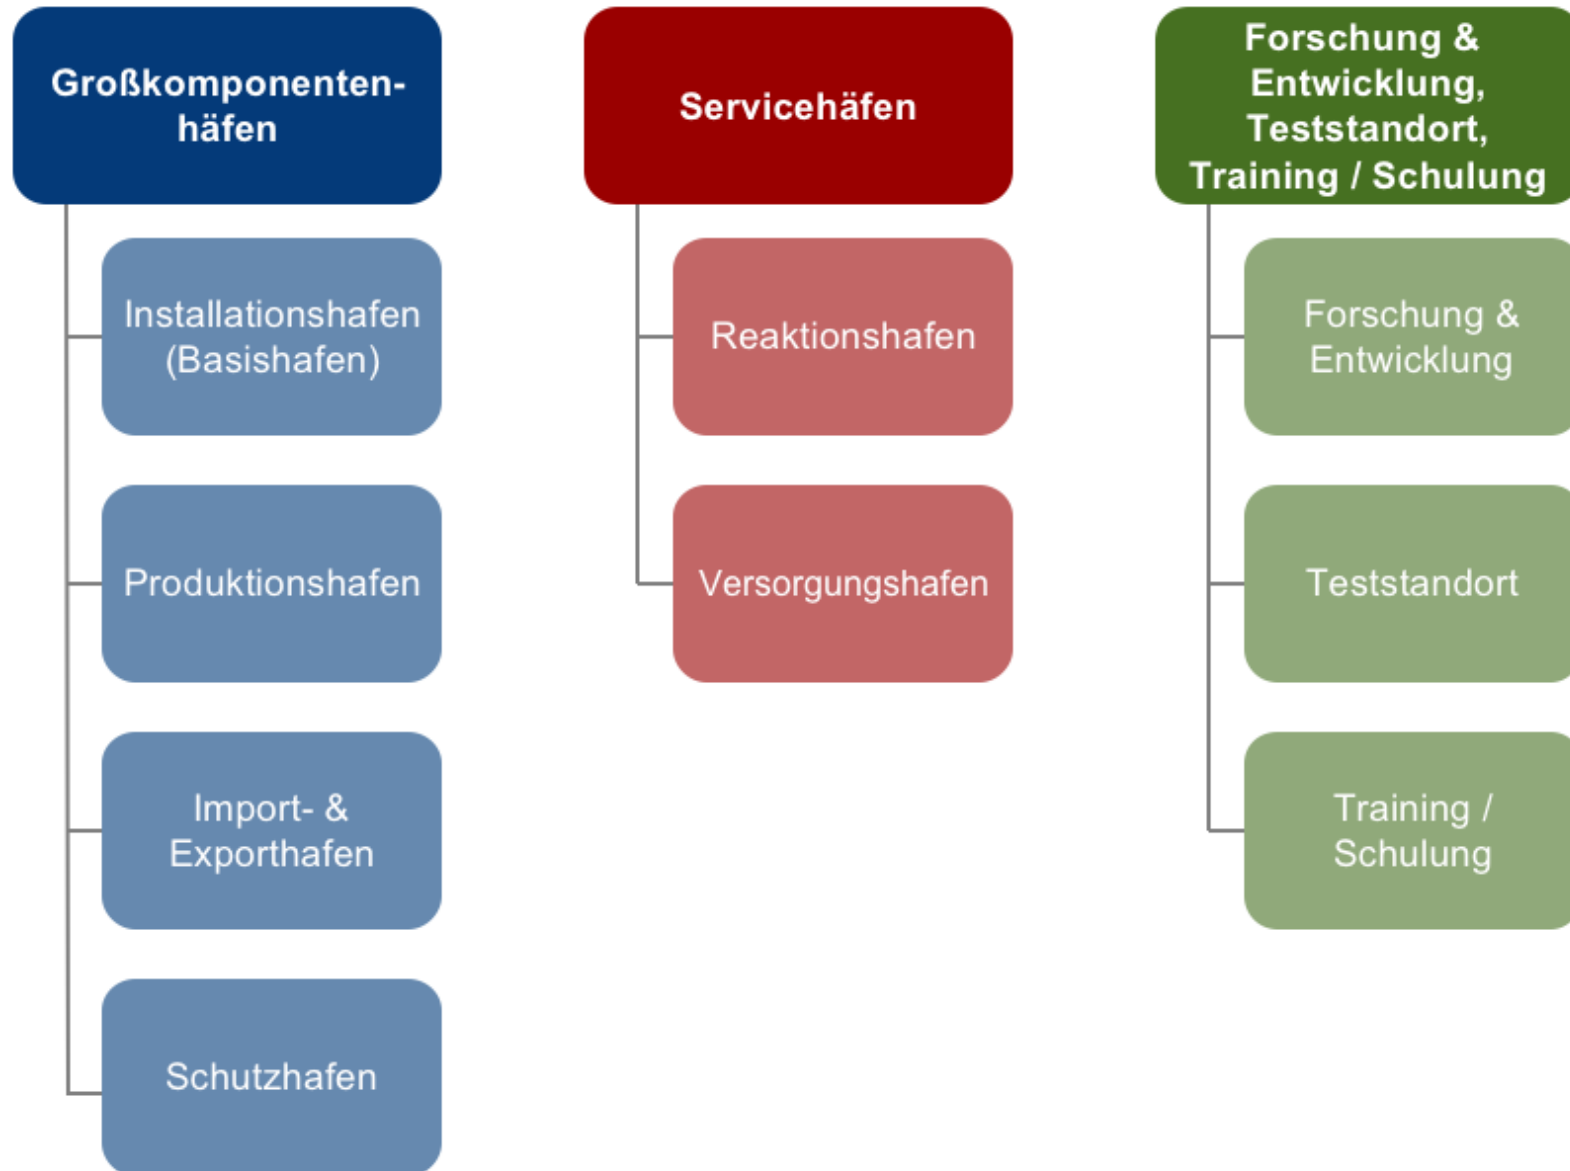 Großkomponenten-
häfen
Installationshafen
(Basishafen)
Produktionshafen
Import- &
Exporthafen
Schutzhafen
Servicehäfen
Reaktionshafen
Versorgungshafen
Forschung &
Entwicklung,
Teststandort,
Training / Schulung
Forschung &
Entwicklung
Teststandort
Training /
Schulung